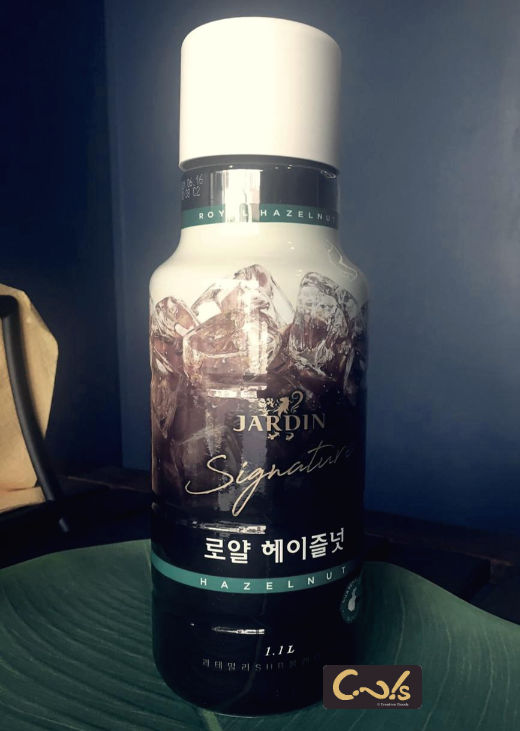 ROYAL HAZELNUT
JARDIN
Signature
로얄 헤이즐넛
HAZELNUT
1.1L